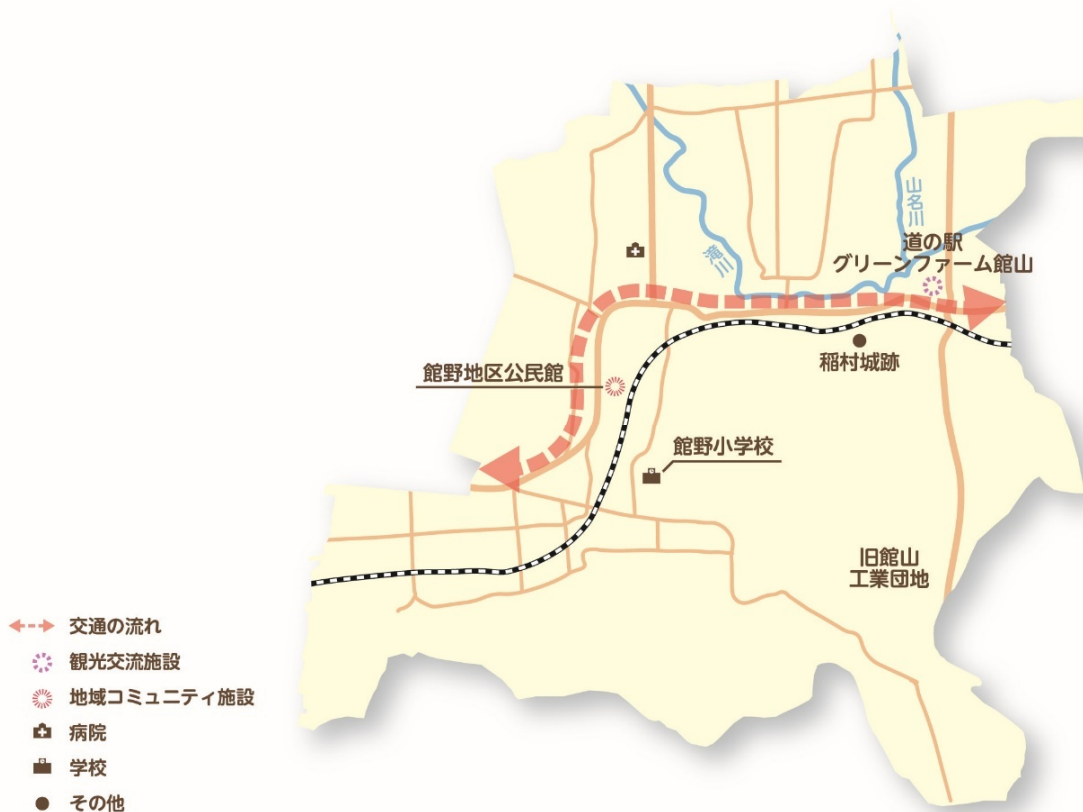 山名川
道の駅
グリーンファーム館山
滝川
稲村城跡
館野地区公民館
館野小学校
旧館山
工業団地
交通の流れ
観光交流施設
地域コミュニティ施設
病院
学校
その他